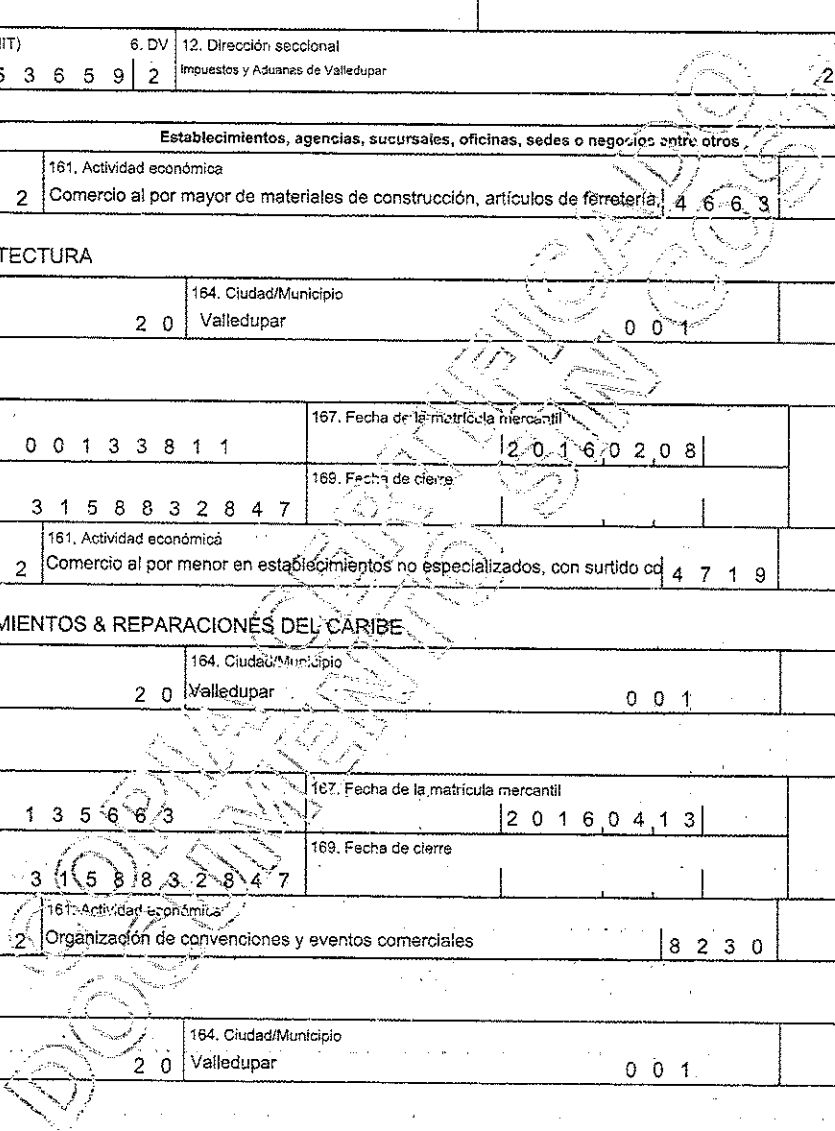 IIT) 6. DV 12. Dirección seccional
5 3 6 5 9 2 Impuestos y Aduanas de Valledupar 2
Establecimientos, agencias, sucursales, oficinas, sedes o negocios entre otros
161. Actividad económica
2 Comercio al por mayor de materiales de construcción, artículos de ferretería, 4 6 6 3
TECTURA
164. Ciudad/Municipio
2 0 Valledupar 0 0 1
167. Fecha de la matrícula mercantil
0 0 1 3 3 8 1 1 2 0 1 6 0 2 0 8
169. Fecha de cierre
3 1 5 8 8 3 2 8 4 7
161. Actividad económica
2 Comercio al por menor en establecimientos no especializados, con surtido co 4 7 1 9
MIENTOS & REPARACIONES DEL CARIBE
164. Ciudad/Municipio
2 0 Valledupar 0 0 1
167. Fecha de la matrícula mercantil
1 3 5 6 6 3 2 0 1 6 0 4 1 3
169. Fecha de cierre
3 1 5 8 8 3 2 8 4 7
161. Actividad económica
2 Organización de convenciones y eventos comerciales 8 2 3 0
164. Ciudad/Municipio
2 0 Valledupar 0 0 1
COPIA CERTIFICADO
DOCUMENTO SIN COSTO